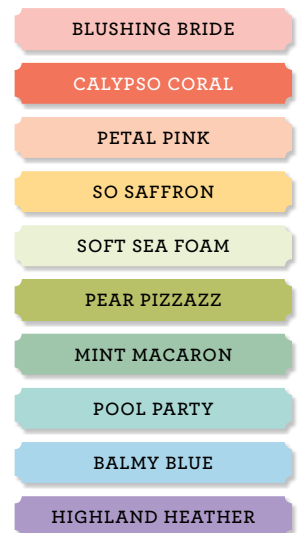 BLUSHING BRIDE
CALYPSO CORAL
PETAL PINK
SO SAFFRON
SOFT SEA FOAM
PEAR PIZZAZZ
MINT MACARON
POOL PARTY
BALMY BLUE
HIGHLAND HEATHER